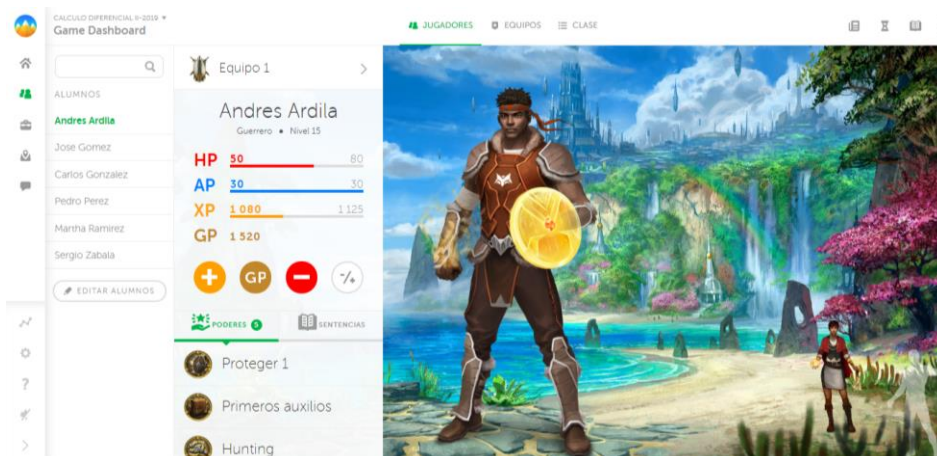 CALCULO DIFERENCIAL II-2019
Game Dashboard
JUGADORES
EQUIPOS
CLASE
ALUMNOS
Andres Ardila
Jose Gomez
Carlos Gonzalez
Pedro Perez
Martha Ramirez
Sergio Zabala
EDITAR ALUMNOS
Equipo 1
Andres Ardila
Guerrero • Nivel 15
HP 50 80
AP 30 30
XP 1 080 1 125
GP 1 520
+ GP − -/+
PODERES 5
SENTENCIAS
Proteger 1
Primeros auxilios
Hunting